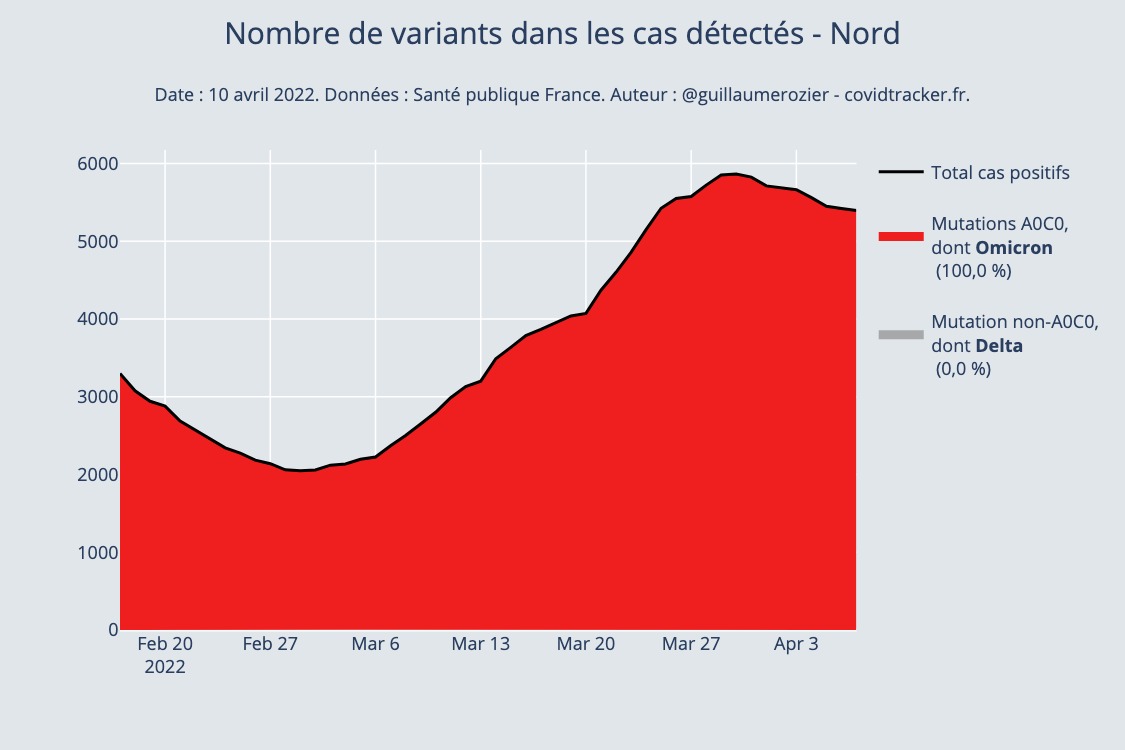 Nombre de variants dans les cas détectés - Nord
Date : 10 avril 2022. Données : Santé publique France. Auteur : @guillaumerozier - covidtracker.fr.
6000
5000
4000
3000
2000
1000
0
Feb 20
2022
Feb 27
Mar 6
Mar 13
Mar 20
Mar 27
Apr 3
Total cas positifs
Mutations A0C0,
dont Omicron
(100,0 %)
Mutation non-A0C0,
dont Delta
(0,0 %)